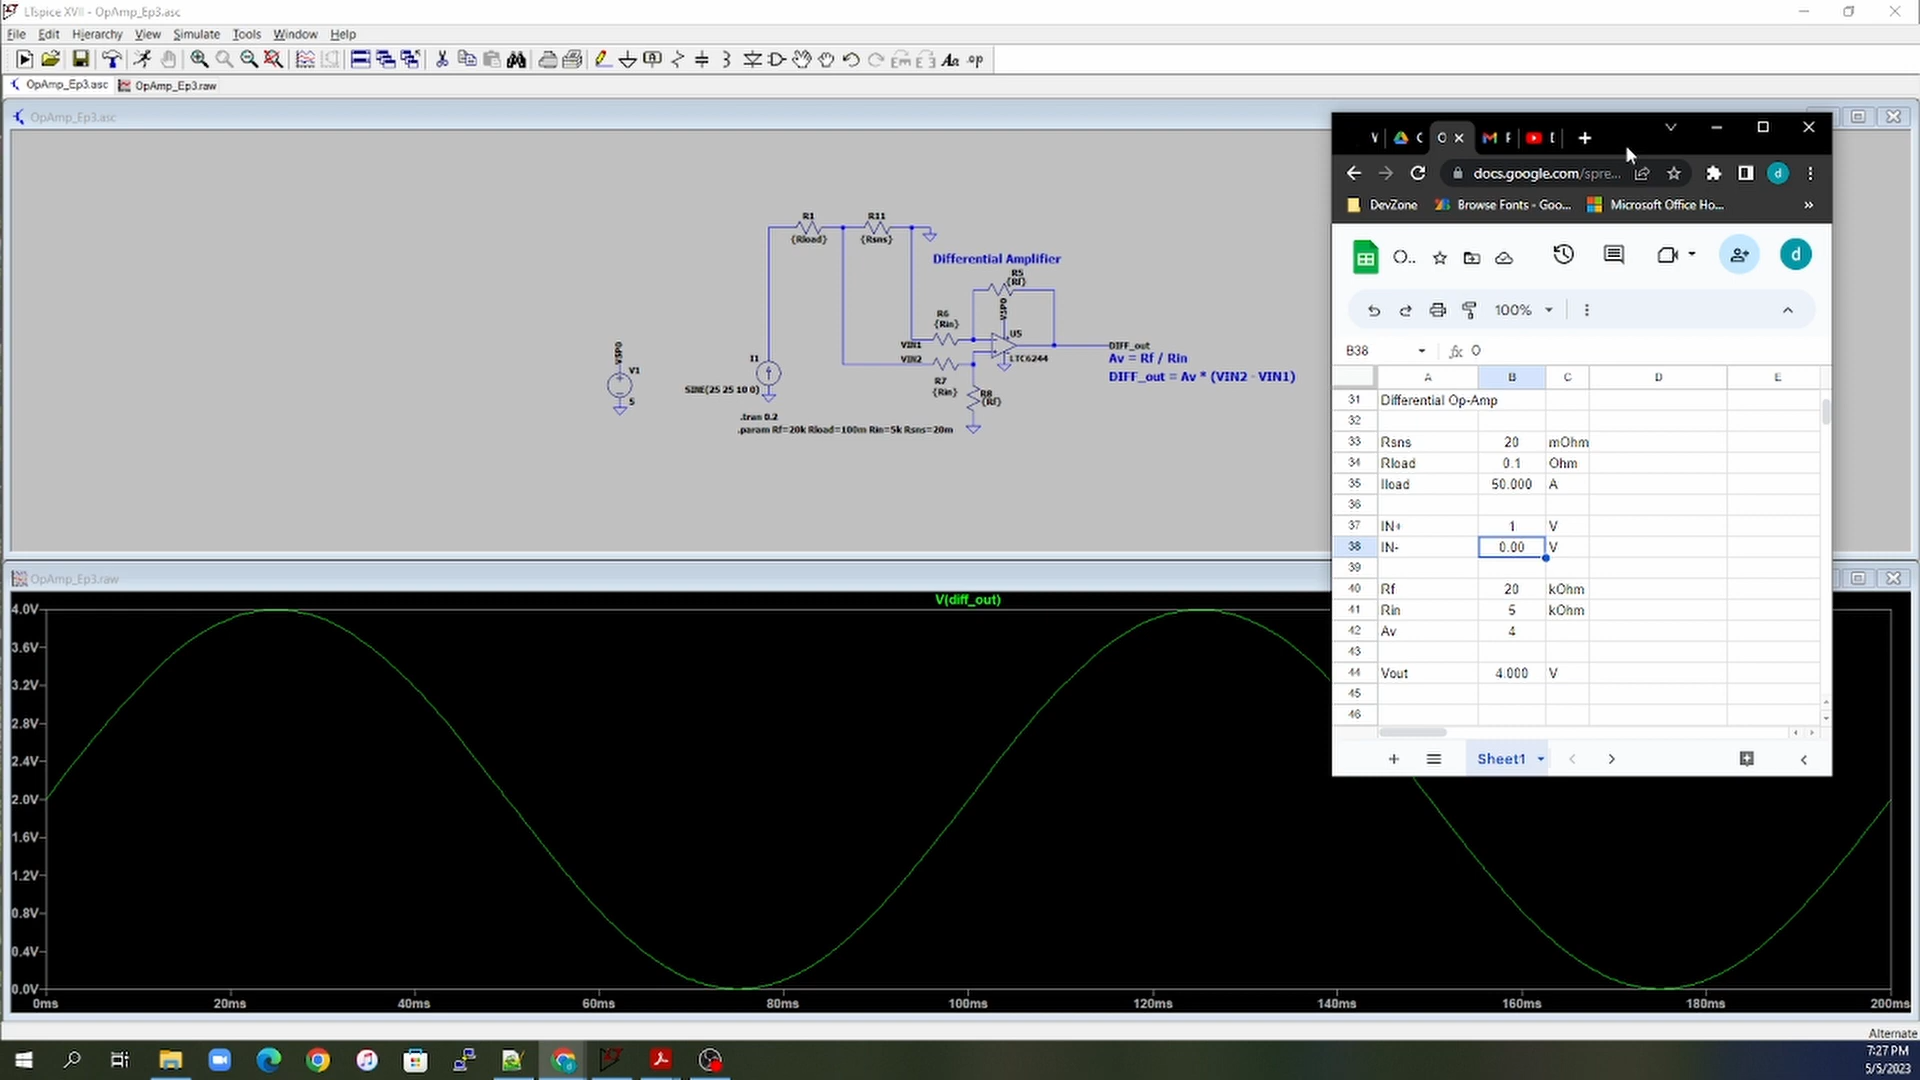 LTspice XVII - OpAmp_Ep3.asc
File Edit Hierarchy View Simulate Tools Window Help
OpAmp_Ep3.asc OpAmp_Ep3.raw
OpAmp_Ep3.asc
R1
{Rload}
R11
{Rsns}
Differential Amplifier
R5
{Rf}
VSPO
R6
{Rin}
U5
VIN1
VIN2
LTC6244
DIFF_out
Av = Rf / Rin
DIFF_out = Av * (VIN2 - VIN1)
R7
{Rin}
R8
{Rf}
VSPO
V1
5
I1
SINE(25 25 10 0)
.tran 0.2
.param Rf=20k Rload=100m Rin=5k Rsns=20m
docs.google.com/spre...
DevZone Browse Fonts - Goo... Microsoft Office Ho... »
O..
d
100%
B38 fx 0
A B C D E
31 Differential Op-Amp
32
33 Rsns 20 mOhm
34 Rload 0.1 Ohm
35 Iload 50.000 A
36
37 IN+ 1 V
38 IN- 0.00 V
39
40 Rf 20 kOhm
41 Rin 5 kOhm
42 Av 4
43
44 Vout 4.000 V
45
46
Sheet1
OpAmp_Ep3.raw
V(diff_out)
4.0V
3.6V
3.2V
2.8V
2.4V
2.0V
1.6V
1.2V
0.8V
0.4V
0.0V
0ms 20ms 40ms 60ms 80ms 100ms 120ms 140ms 160ms 180ms 200ms
Alternate
7:27 PM
5/5/2023